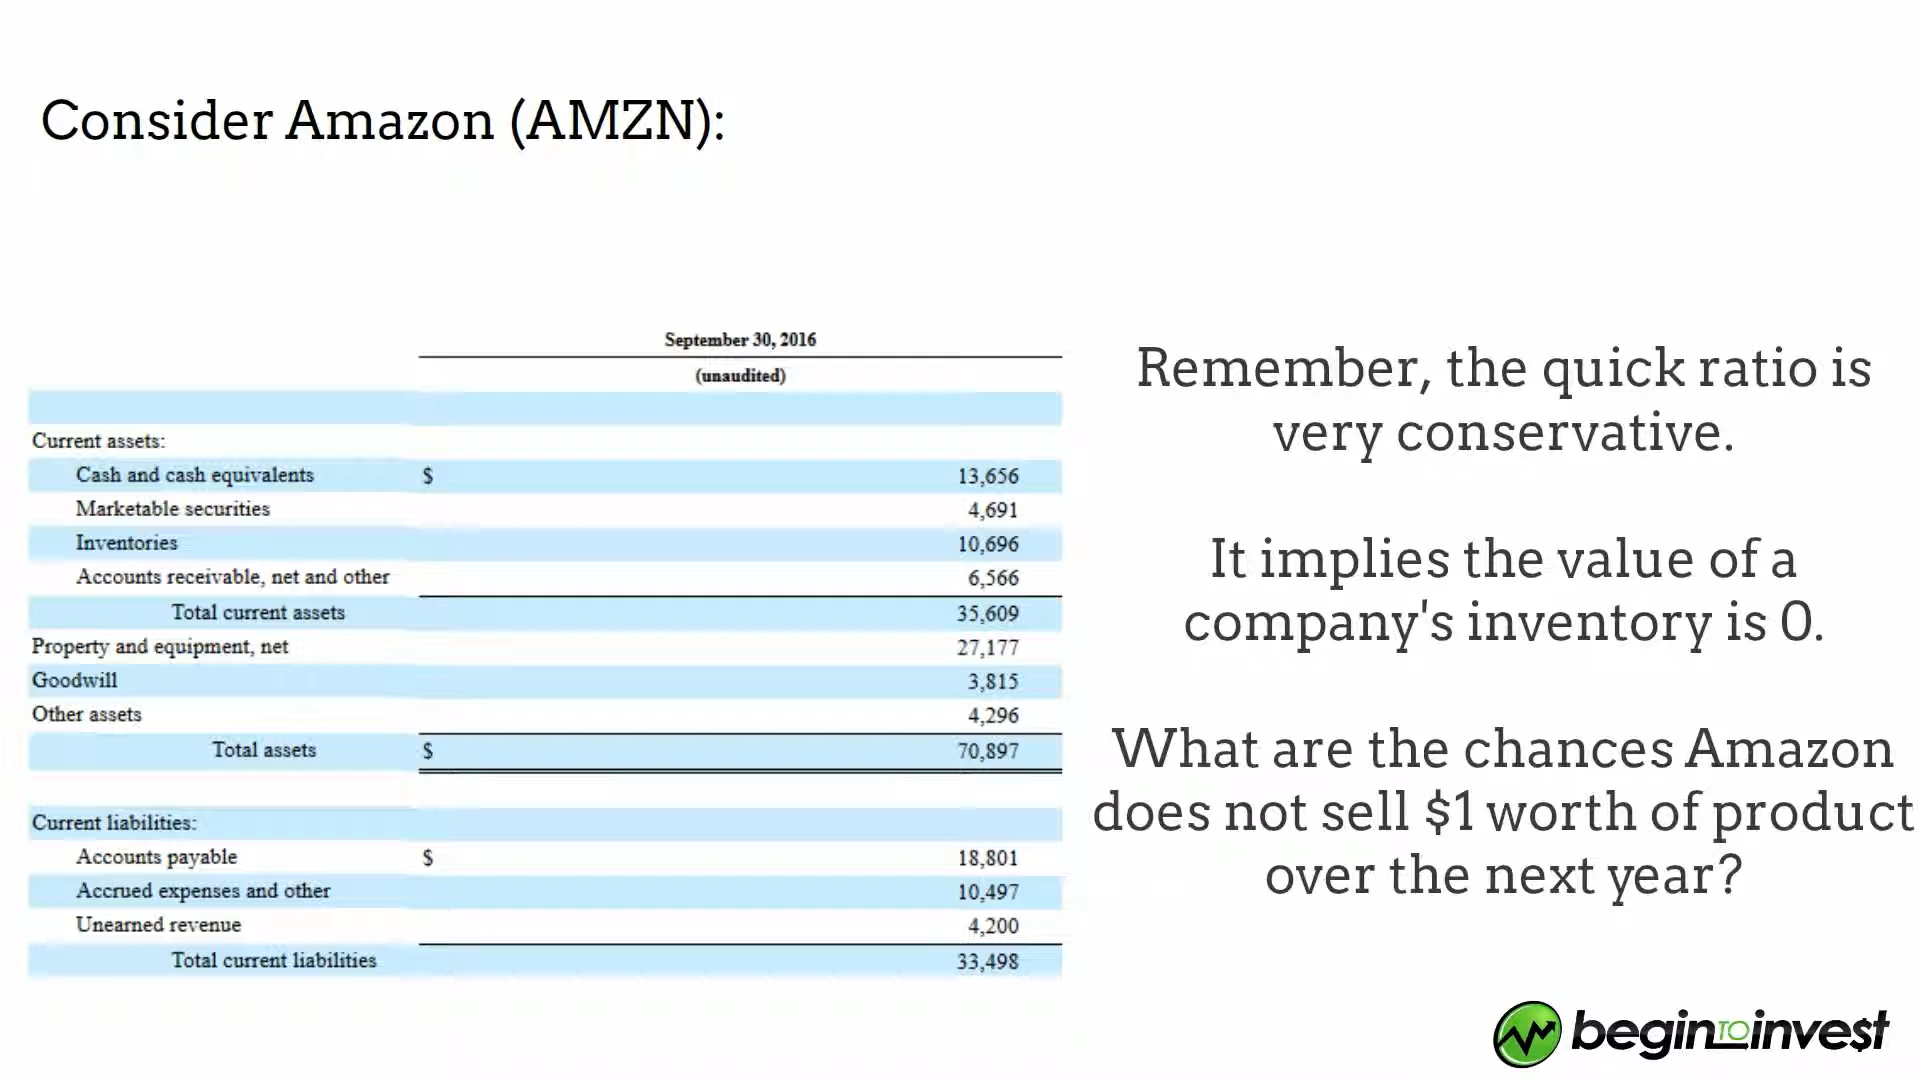 Consider Amazon (AMZN):
September 30, 2016
(unaudited)
Current assets:
Cash and cash equivalents $ 13,656
Marketable securities 4,691
Inventories 10,696
Accounts receivable, net and other 6,566
Total current assets 35,609
Property and equipment, net 27,177
Goodwill 3,815
Other assets 4,296
Total assets $ 70,897
Current liabilities:
Accounts payable $ 18,801
Accrued expenses and other 10,497
Unearned revenue 4,200
Total current liabilities 33,498
Remember, the quick ratio is
very conservative.
It implies the value of a
company's inventory is 0.
What are the chances Amazon
does not sell $1 worth of product
over the next year?
begin TO inve$t